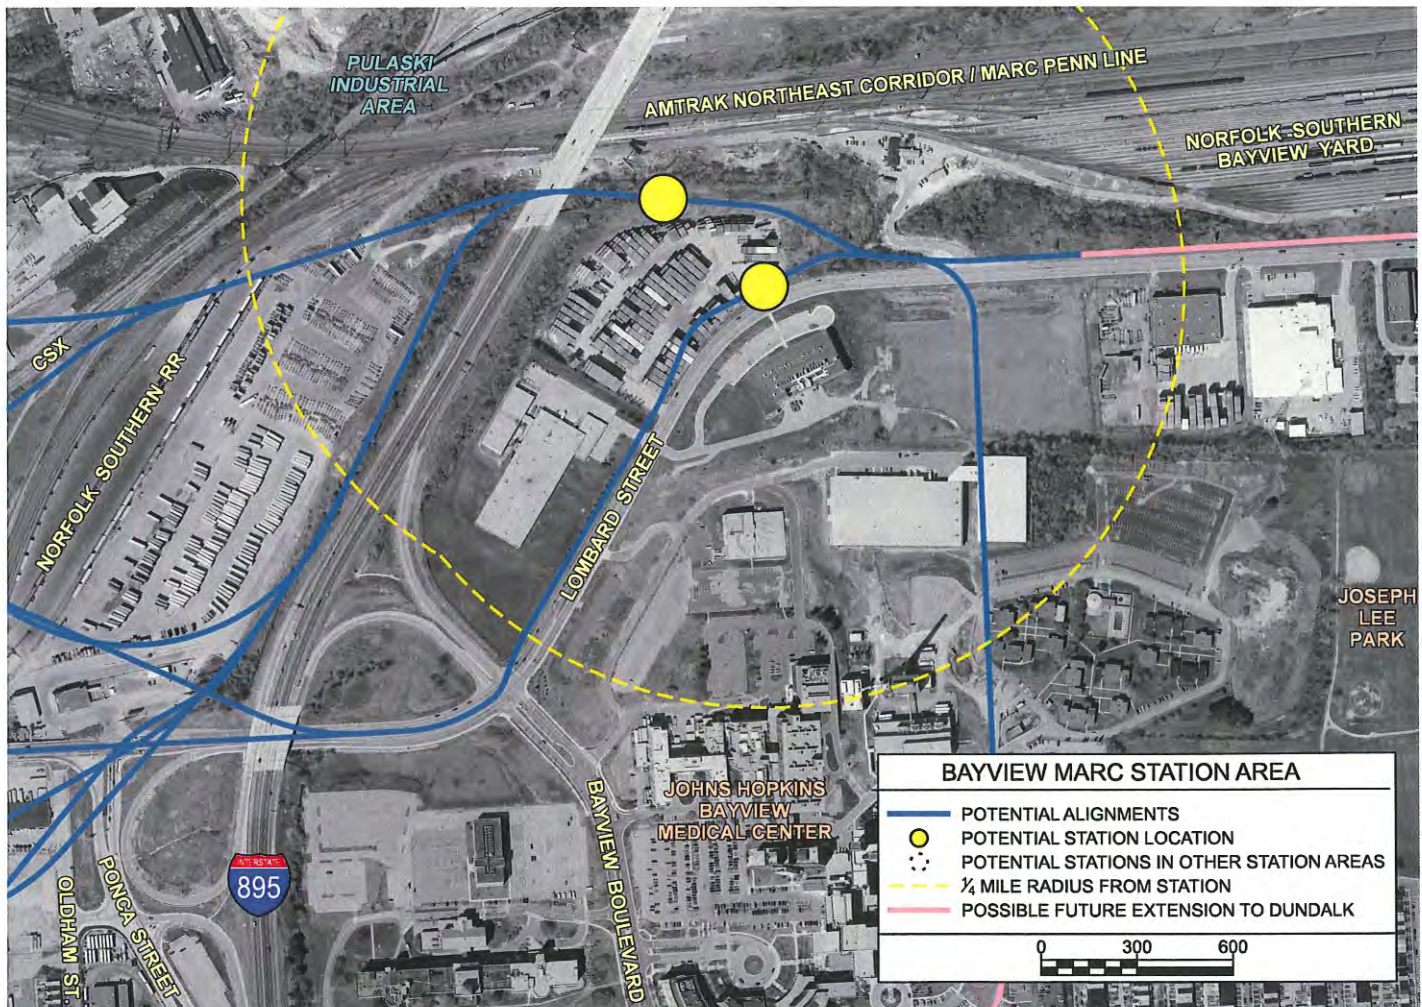 PULASKI
INDUSTRIAL
AREA
AMTRAK NORTHEAST CORRIDOR / MARC PENN LINE
NORFOLK SOUTHERN
BAYVIEW YARD
CSX
NORFOLK SOUTHERN RR
LOMBARD STREET
JOSEPH
LEE
PARK
JOHNS HOPKINS
BAYVIEW
MEDICAL CENTER
BAYVIEW BOULEVARD
INTERSTATE
895
PONCA STREET
OLDHAM ST.
BAYVIEW MARC STATION AREA
POTENTIAL ALIGNMENTS
POTENTIAL STATION LOCATION
POTENTIAL STATIONS IN OTHER STATION AREAS
¼ MILE RADIUS FROM STATION
POSSIBLE FUTURE EXTENSION TO DUNDALK
0 300 600